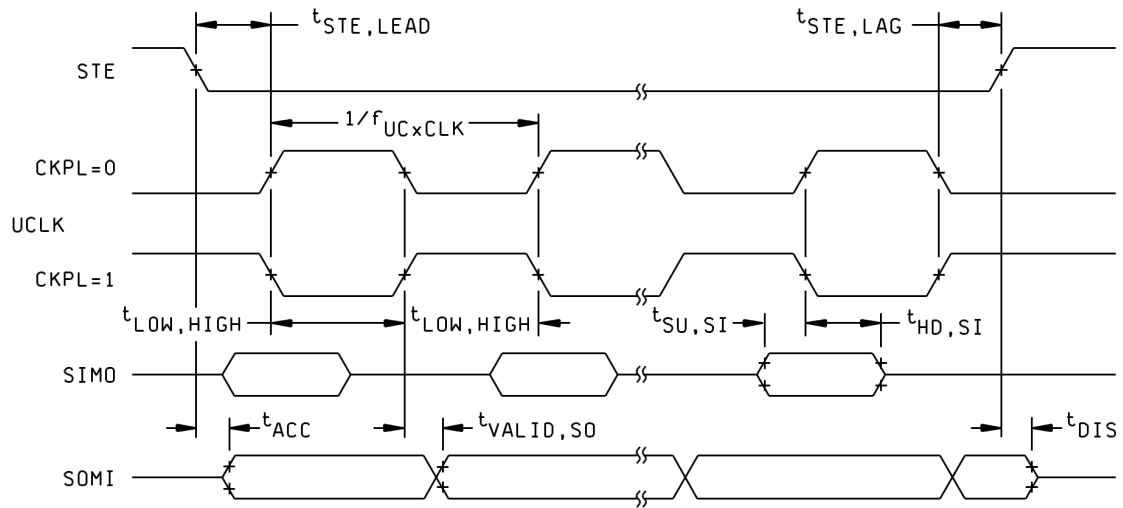 tSTE,LEAD
tSTE,LAG
STE
1/fUCxCLK
CKPL=0
UCLK
CKPL=1
tLOW,HIGH
tLOW,HIGH
tSU,SI
tHD,SI
SIMO
tACC
tVALID,SO
tDIS
SOMI